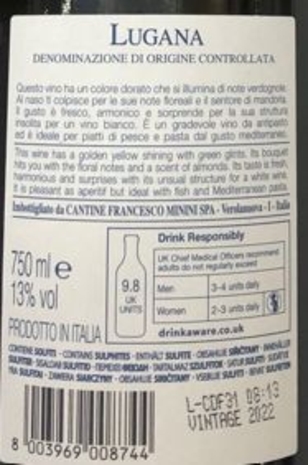 LUGANA
DENOMINAZIONE DI ORIGINE CONTROLLATA
Questo vino ha un colore dorato che si illumina di note verdognole.
Al naso ti colpisce per le sue note floreali e il sentore di mandorla.
Il gusto è fresco, armonico e sorprende per la sua struttura
insolita per un vino bianco. È un gradevole vino da antipasto
ed è ideale per piatti di pesce e pasta dal gusto mediterraneo.
This wine has a golden yellow shining with green glints. Its bouquet
hits you with the floral notes and a scent of almonds. Its taste is fresh,
harmonious and surprises with its unusual structure for a white wine.
It is pleasant as aperitif but ideal with fish and Mediterranean pasta.
Imbottigliato da CANTINE FRANCESCO MININI SPA - Verolanuova - I - Italia
Drink Responsibly
UK Chief Medical Officers recommend
adults do not regularly exceed
Men 3-4 units daily
Women 2-3 units daily
9.8
UK
UNITS
drinkaware.co.uk
750 ml e
13% vol
PRODOTTO IN ITALIA
CONTIENE SOLFITI - CONTAINS SULPHITES - ENTHÄLT SULFITE - OBSAHUJE SIŘIČITANY -
L-CDF31 08:13
VINTAGE 2022
8 003969 008744